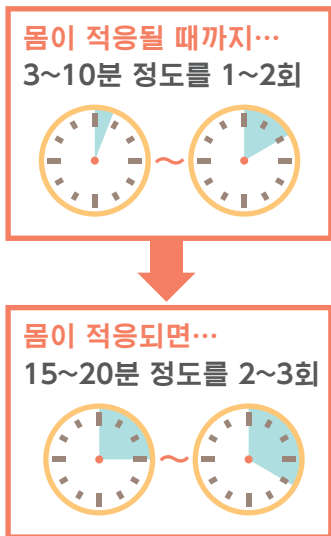 몸이 적응될 때까지…
3~10분 정도를 1~2회
~
몸이 적응되면…
15~20분 정도를 2~3회
~